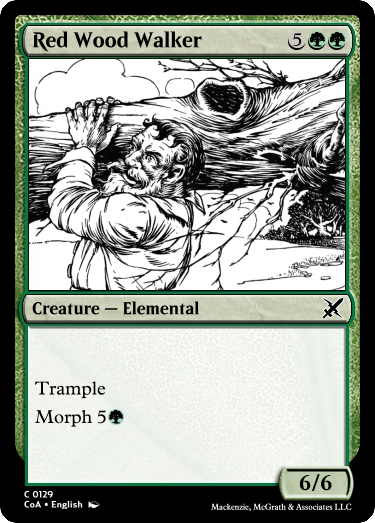 Red Wood Walker 5
Creature — Elemental
Trample
Morph 5
6/6
C 0129
CoA • English
Mackenzie, McGrath & Associates LLC